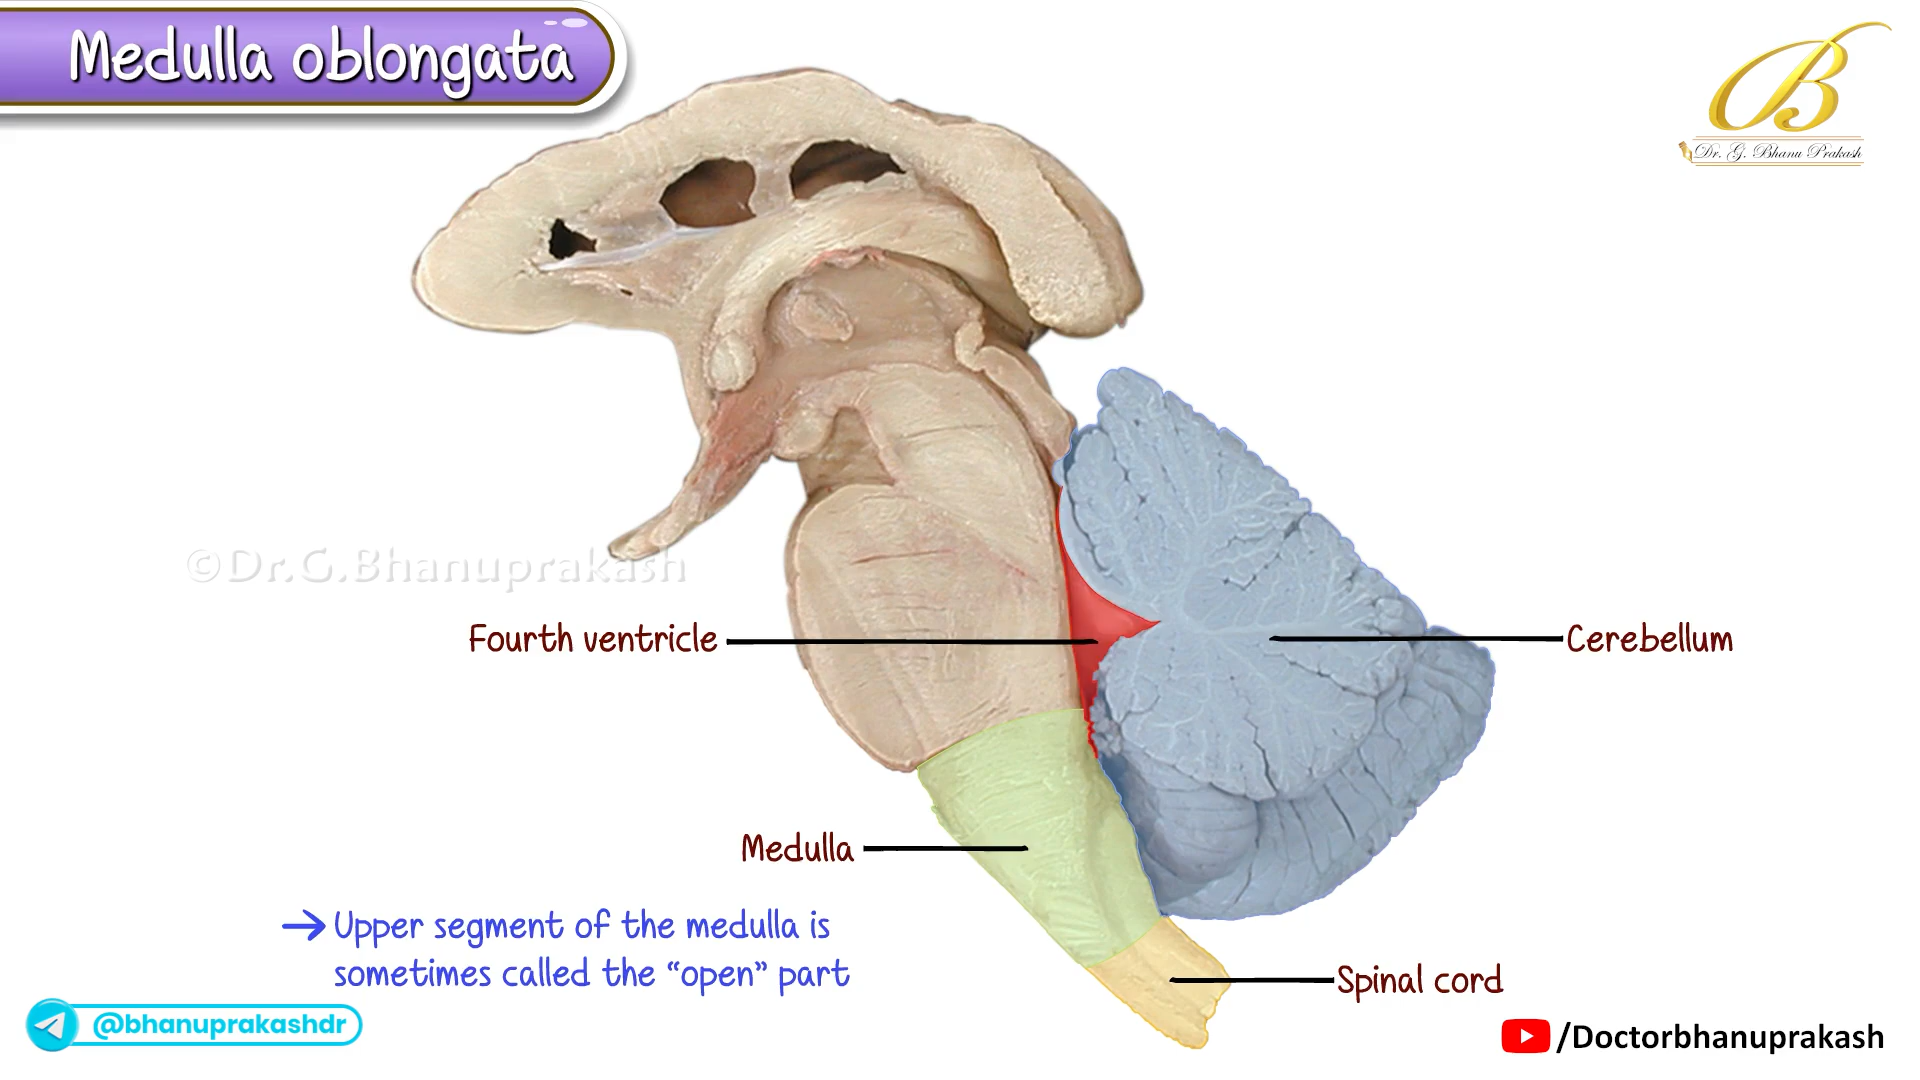 Medulla oblongata
B
Dr. G. Bhanu Prakash
©Dr.G.Bhanuprakash
Fourth ventricle
Cerebellum
Medulla
→ Upper segment of the medulla is
sometimes called the “open” part
Spinal cord
@bhanuprakashdr
/Doctorbhanuprakash